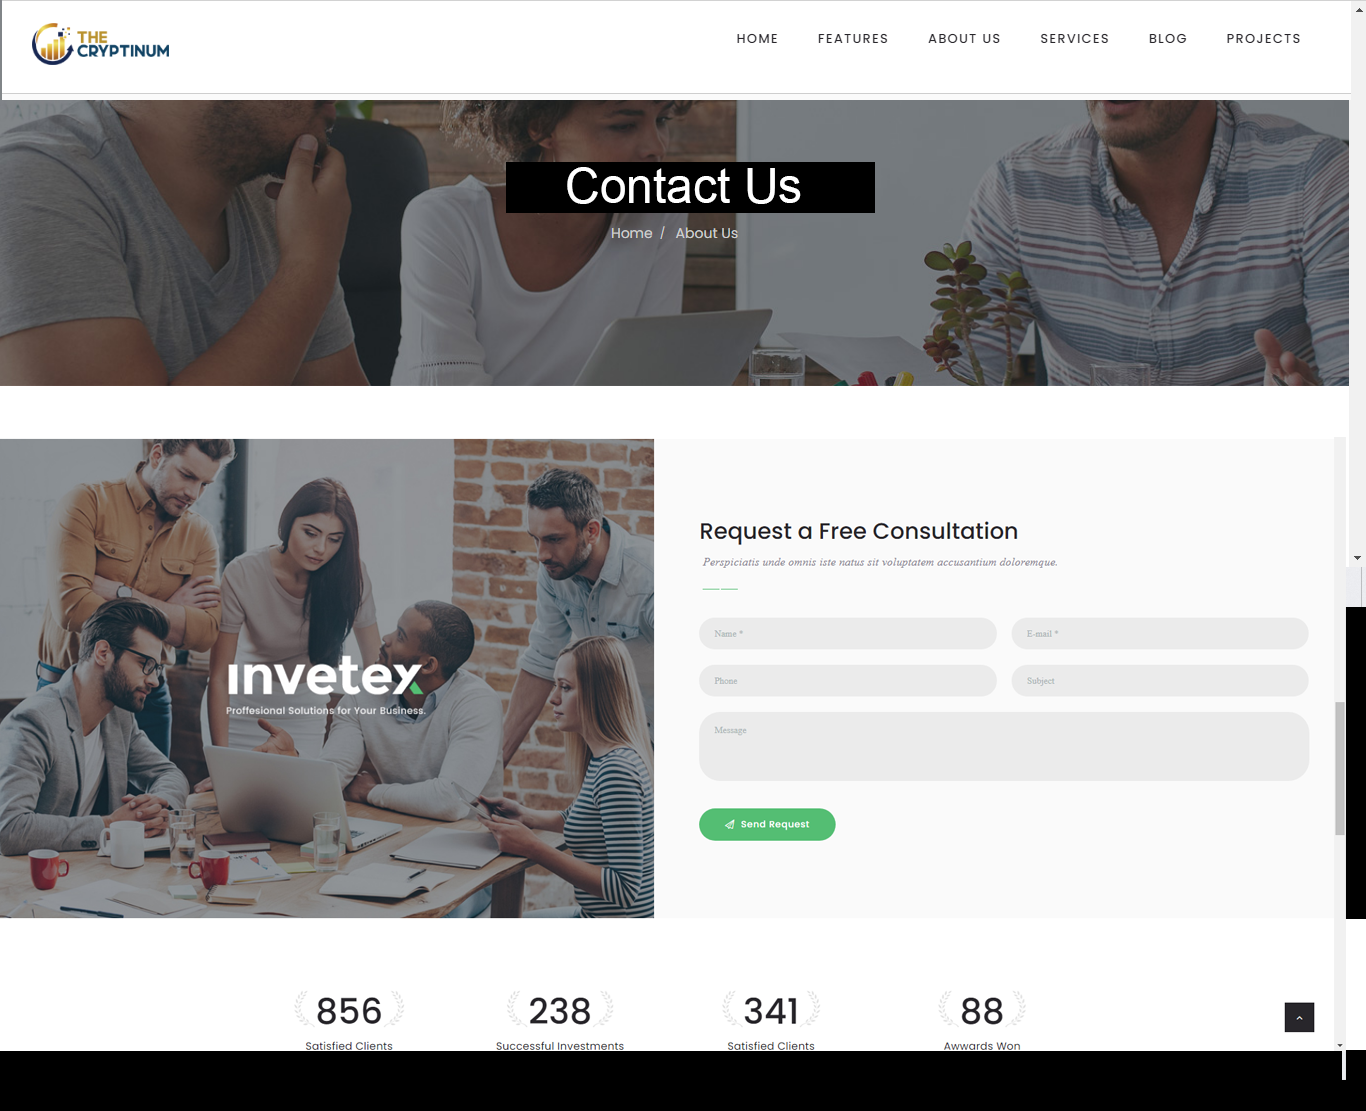 THE
CRYPTINUM
HOME FEATURES ABOUT US SERVICES BLOG PROJECTS
Contact Us
Home / About Us
Request a Free Consultation
Perspiciatis unde omnis iste natus sit voluptatem accusantium doloremque.
Name * E-mail *
Phone Subject
Message
Send Request
invetex
Proffesional Solutions for Your Business.
856 238 341 88
Satisfied Clients Successful Investments Satisfied Clients Awwards Won